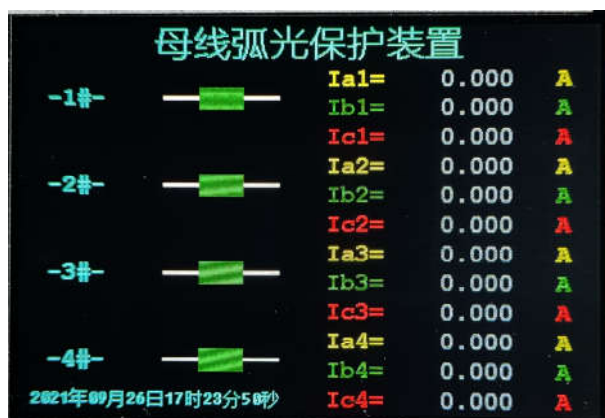 母线弧光保护装置
Ia1= 0.000 A
-1#-
Ib1= 0.000 A
Ic1= 0.000 A
Ia2= 0.000 A
-2#-
Ib2= 0.000 A
Ic2= 0.000 A
Ia3= 0.000 A
-3#-
Ib3= 0.000 A
Ic3= 0.000 A
Ia4= 0.000 A
-4#-
Ib4= 0.000 A
2021年09月26日17时23分50秒
Ic4= 0.000 A